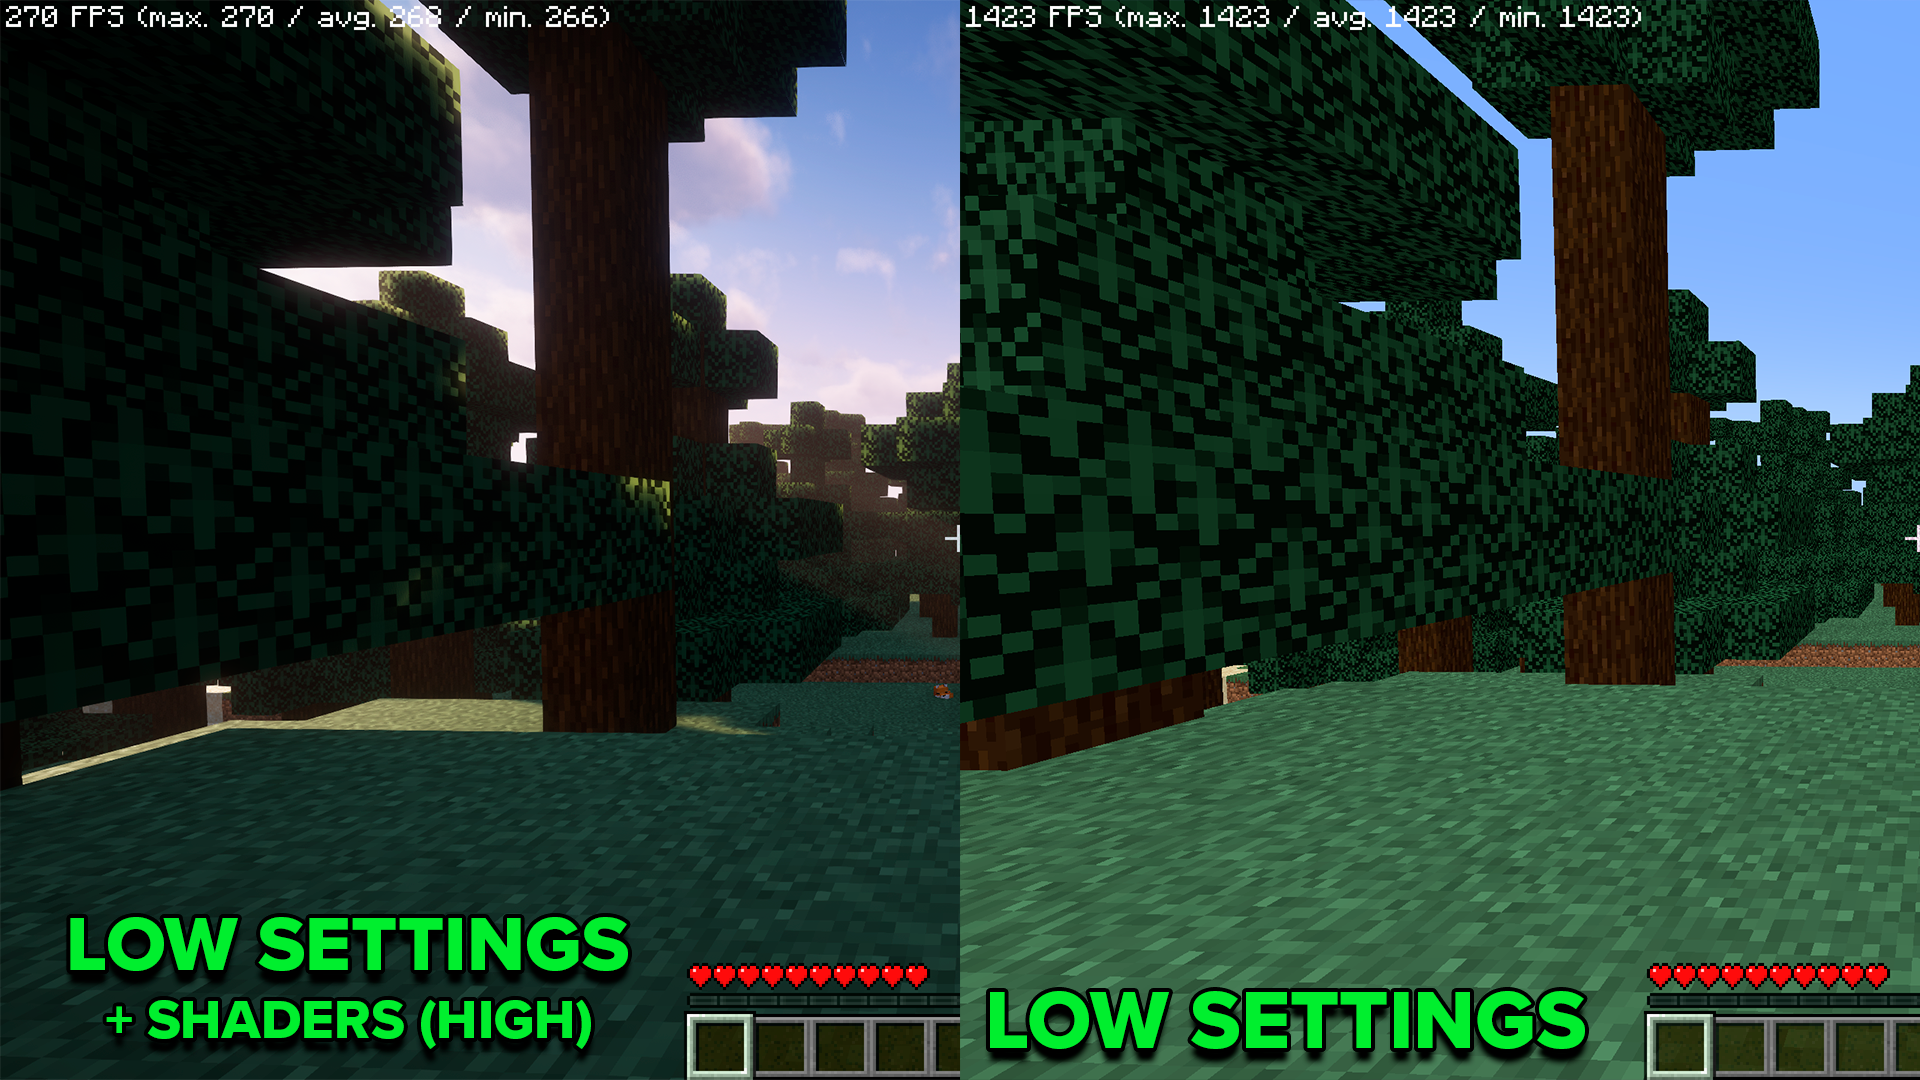 270 FPS (max. 270 / avg. 268 / min. 266)
1423 FPS (max. 1423 / avg. 1423 / min. 1423)
LOW SETTINGS
+ SHADERS (HIGH)
LOW SETTINGS